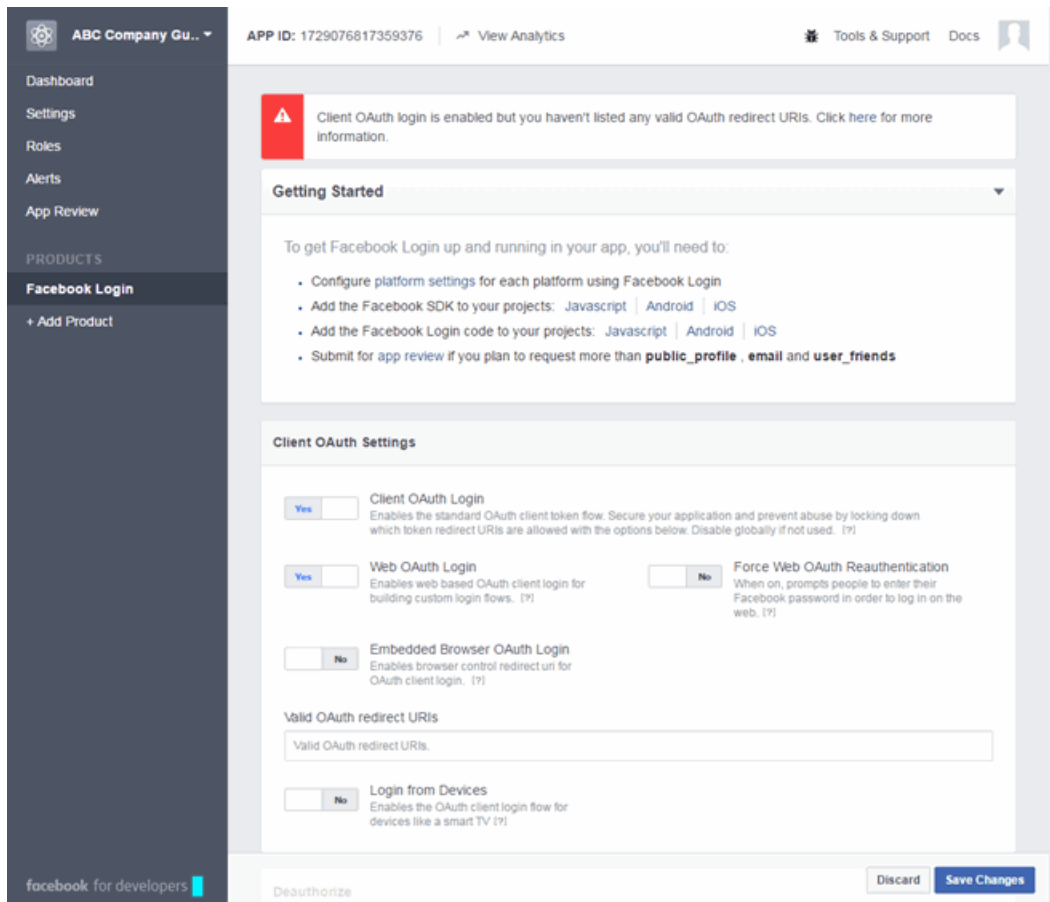 ABC Company Gu..
APP ID: 1729076817359376
View Analytics
Tools & Support
Docs
Dashboard
Settings
Roles
Alerts
App Review
PRODUCTS
Facebook Login
+ Add Product
Client OAuth login is enabled but you haven't listed any valid OAuth redirect URIs. Click here for more
information.
Getting Started
To get Facebook Login up and running in your app, you'll need to:
Configure platform settings for each platform using Facebook Login
Add the Facebook SDK to your projects: Javascript | Android | iOS
Add the Facebook Login code to your projects: Javascript | Android | iOS
Submit for app review if you plan to request more than public_profile , email and user_friends
Client OAuth Settings
Yes
Client OAuth Login
Enables the standard OAuth client token flow. Secure your application and prevent abuse by locking down
which token redirect URIs are allowed with the options below. Disable globally if not used. [?]
Yes
Web OAuth Login
Enables web based OAuth client login for
building custom login flows. [?]
No
Force Web OAuth Reauthentication
When on, prompts people to enter their
Facebook password in order to log in on the
web. [?]
No
Embedded Browser OAuth Login
Enables browser control redirect uri for
OAuth client login. [?]
Valid OAuth redirect URIs
Valid OAuth redirect URIs.
No
Login from Devices
Enables the OAuth client login flow for
devices like a smart TV [?]
Deauthorize
Discard
Save Changes
facebook for developers